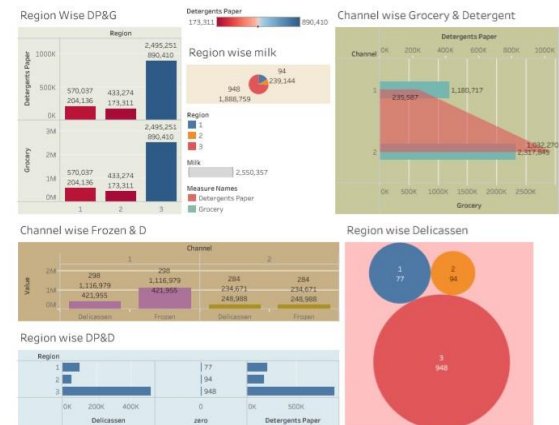 Region Wise DP&G
Region
Detergents Paper
1000K
500K
0K
570,037
204,136
433,274
173,311
2,495,251
890,410
Grocery
3M
2M
1M
0M
570,037
204,136
433,274
173,311
2,495,251
890,410
1 2 3
Detergents Paper
173,311 890,410
Region wise milk
94
239,144
948
1,888,759
Region
1
2
3
Milk
2,550,357
Measure Names
Detergents Paper
Grocery
Channel wise Grocery & Detergent
Detergents Paper
Channel 0K 200K 400K 600K 800K 1000K
1
235,587
1,180,717
2
1,032,270
2,317,845
0K 500K 1000K 1500K 2000K 2500K
Grocery
Channel wise Frozen & D
Channel
1 2
Value
2M
1M
0M
298
1,116,979
421,955
298
1,116,979
421,955
284
234,671
248,988
284
234,671
248,988
Delicassen Frozen Delicassen Frozen
Region wise DP&D
Region
1 77
2 94
3 948
0K 200K 400K 0 0K 500K
Delicassen zero Detergents Paper
Region wise Delicassen
1
77
2
94
3
948